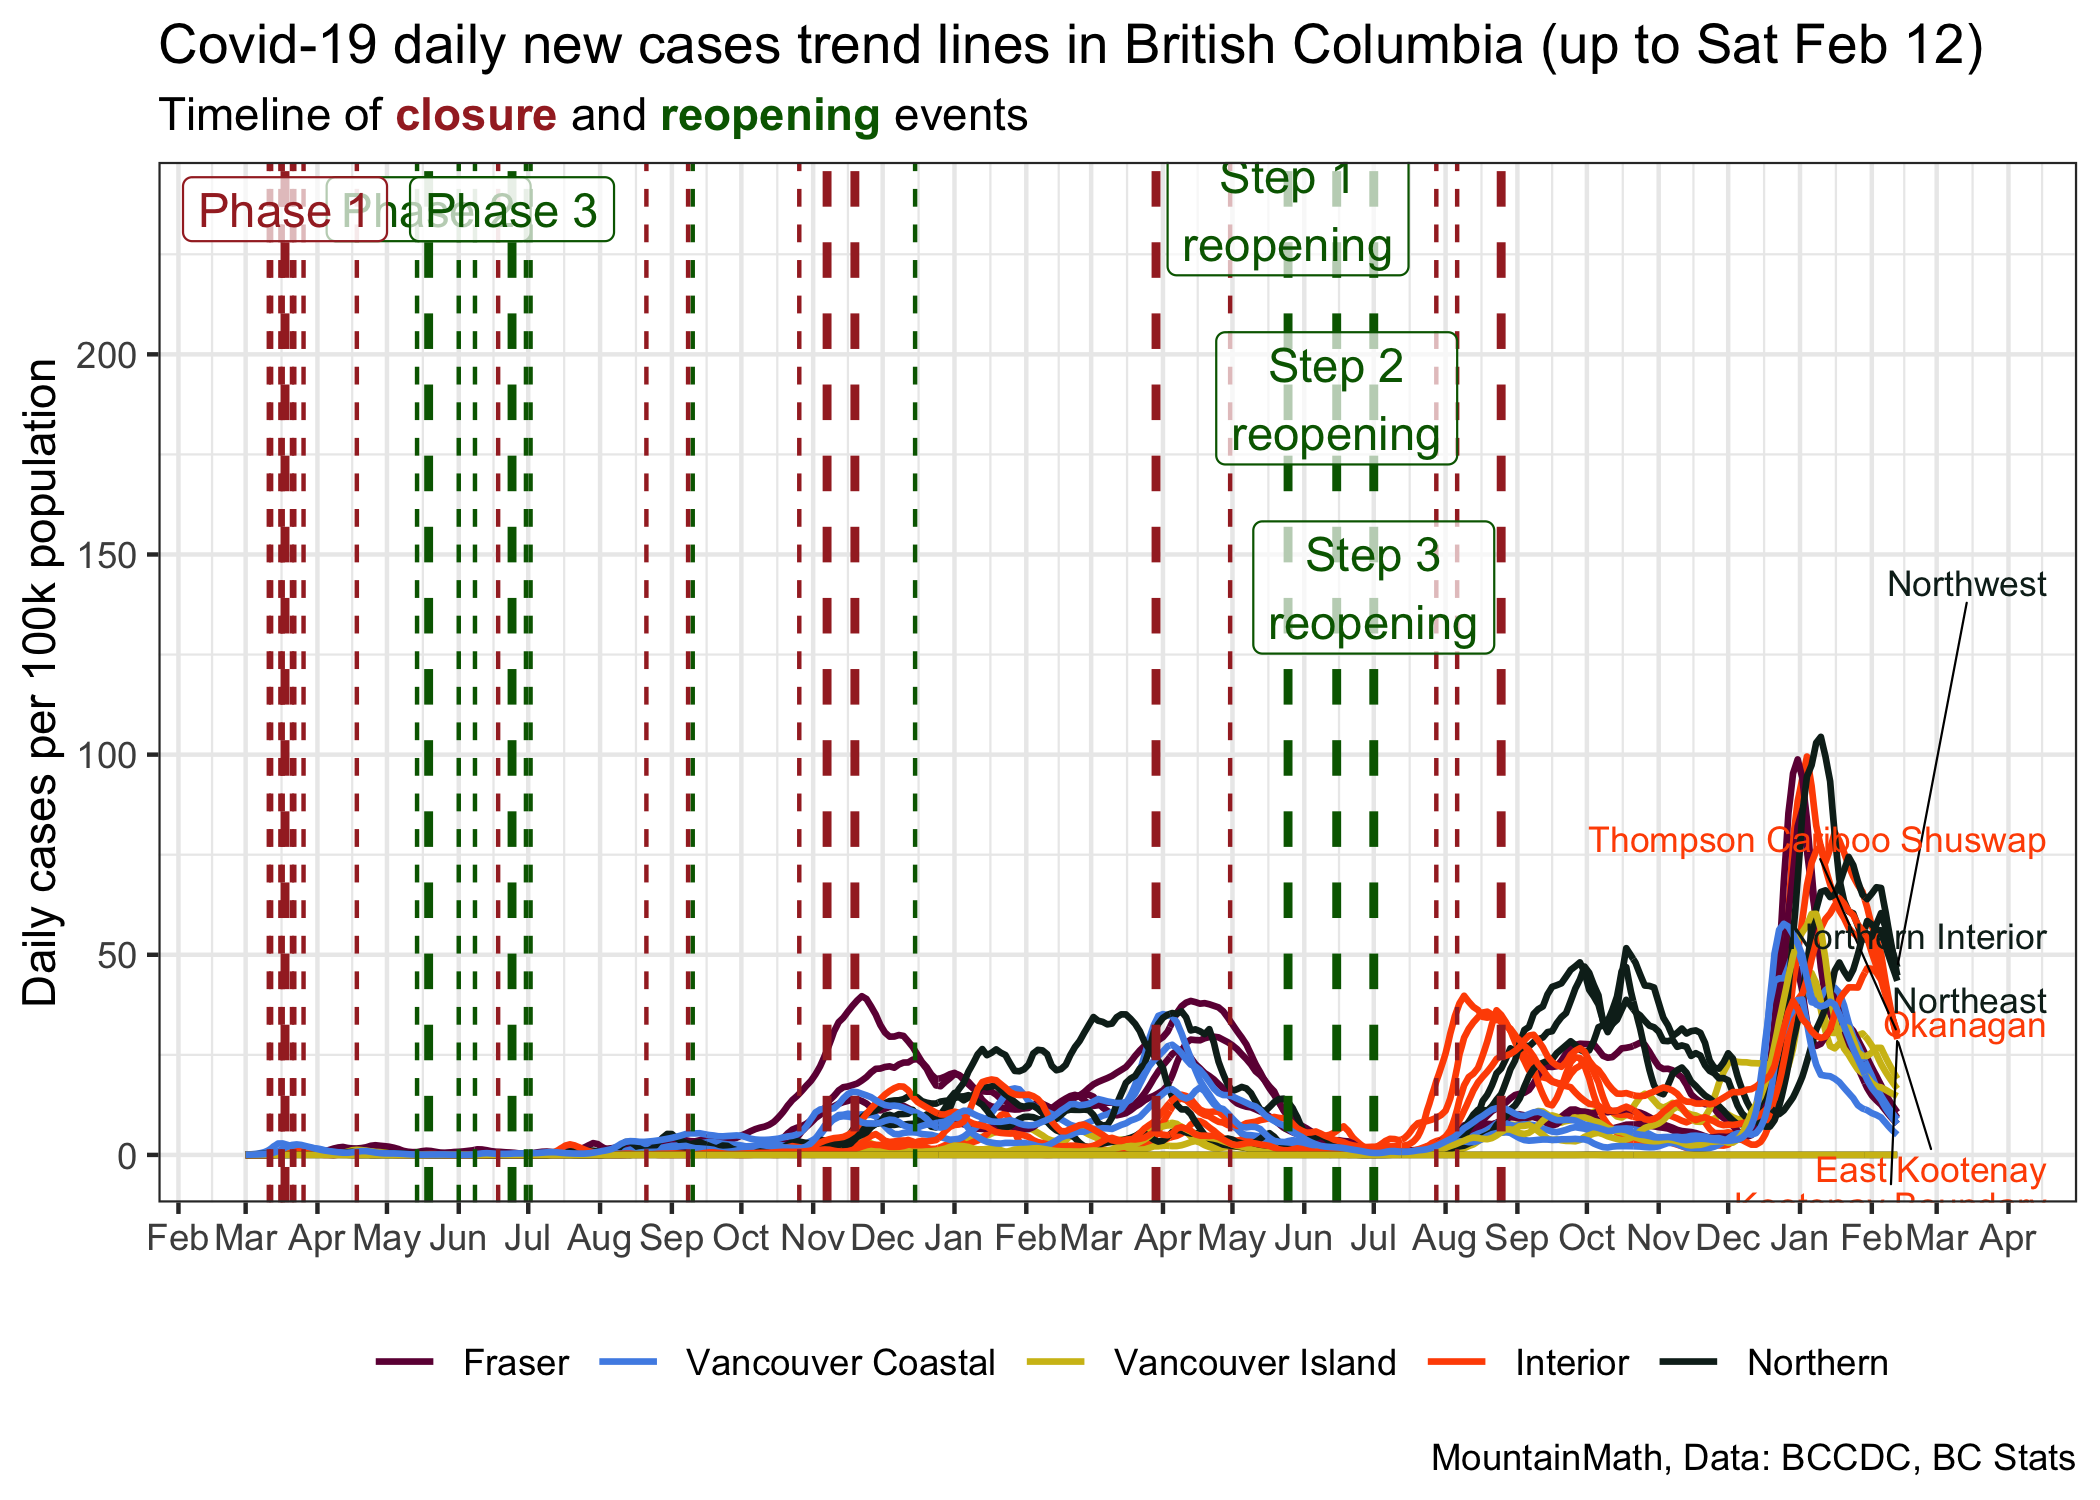 Covid-19 daily new cases trend lines in British Columbia (up to Sat Feb 12)
Timeline of closure and reopening events
Daily cases per 100k population
200
150
100
50
0
Phase 1
Phase 2
Phase 3
Step 1
reopening
Step 2
reopening
Step 3
reopening
Northwest
Thompson Cariboo Shuswap
Northern Interior
Northeast
Okanagan
East Kootenay
Kootenay Boundary
Feb Mar Apr May Jun Jul Aug Sep Oct Nov Dec Jan Feb Mar Apr May Jun Jul Aug Sep Oct Nov Dec Jan Feb Mar Apr
Fraser Vancouver Coastal Vancouver Island Interior Northern
MountainMath, Data: BCCDC, BC Stats